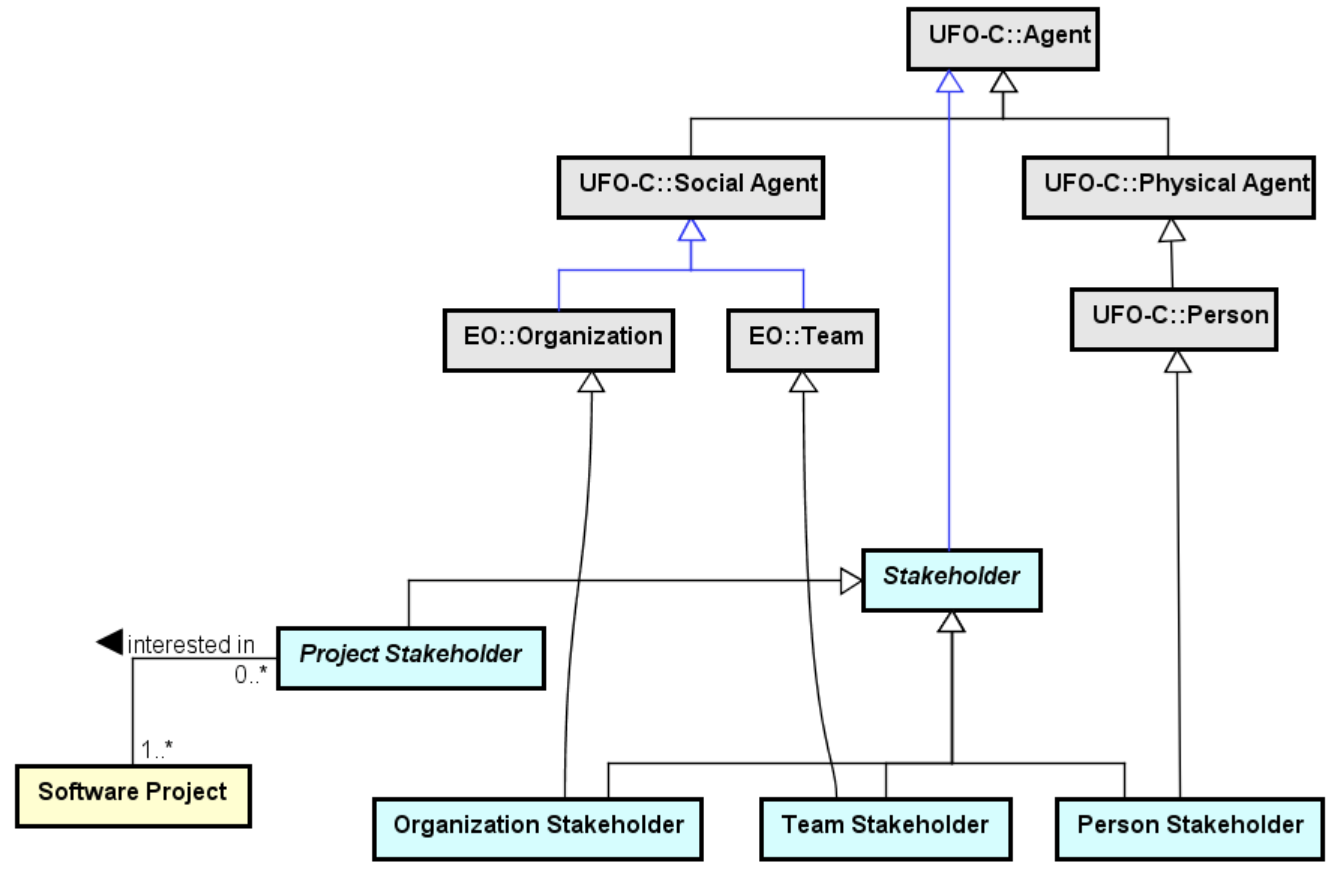 UFO-C::Agent
UFO-C::Social Agent
UFO-C::Physical Agent
UFO-C::Person
EO::Organization
EO::Team
Stakeholder
interested in
Project Stakeholder
0..*
1..*
Software Project
Organization Stakeholder
Team Stakeholder
Person Stakeholder